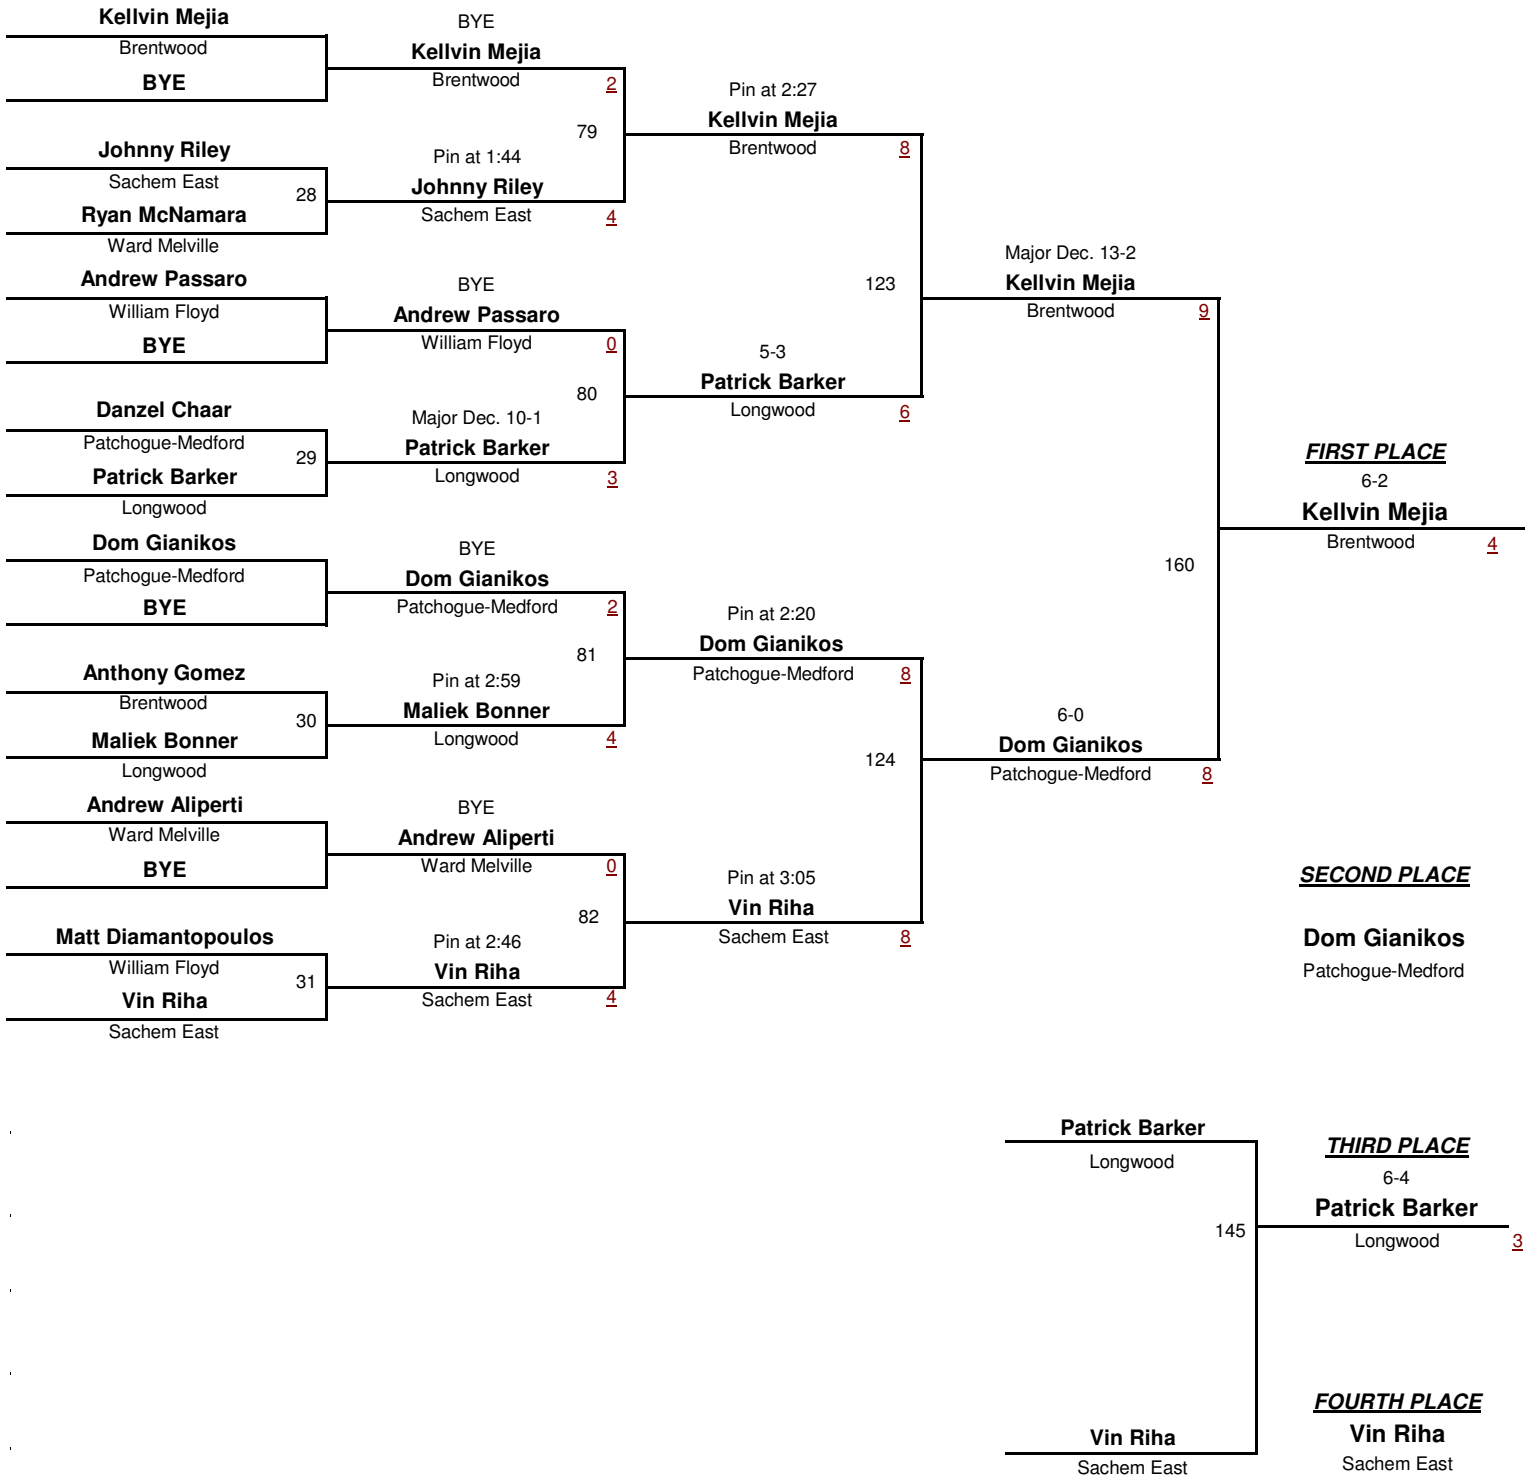 Kellvin Mejia
Brentwood
BYE
Johnny Riley
Sachem East
28
Ryan McNamara
Ward Melville
Andrew Passaro
William Floyd
BYE
Danzel Chaar
Patchogue-Medford
29
Patrick Barker
Longwood
Dom Gianikos
Patchogue-Medford
BYE
Anthony Gomez
Brentwood
30
Maliek Bonner
Longwood
Andrew Aliperti
Ward Melville
BYE
Matt Diamantopoulos
William Floyd
31
Vin Riha
Sachem East
BYE
Kellvin Mejia
Brentwood 2
79
Pin at 1:44
Johnny Riley
Sachem East 4
BYE
Andrew Passaro
William Floyd 0
80
Major Dec. 10-1
Patrick Barker
Longwood 3
BYE
Dom Gianikos
Patchogue-Medford 2
81
Pin at 2:59
Maliek Bonner
Longwood 4
BYE
Andrew Aliperti
Ward Melville 0
82
Pin at 2:46
Vin Riha
Sachem East 4
Pin at 2:27
Kellvin Mejia
Brentwood 8
123
5-3
Patrick Barker
Longwood 6
Pin at 2:20
Dom Gianikos
Patchogue-Medford 8
124
Pin at 3:05
Vin Riha
Sachem East 8
Major Dec. 13-2
Kellvin Mejia
Brentwood 9
160
6-0
Dom Gianikos
Patchogue-Medford 8
FIRST PLACE
6-2
Kellvin Mejia
Brentwood 4
SECOND PLACE
Dom Gianikos
Patchogue-Medford
Patrick Barker
Longwood
145
Vin Riha
Sachem East
THIRD PLACE
6-4
Patrick Barker
Longwood 3
FOURTH PLACE
Vin Riha
Sachem East